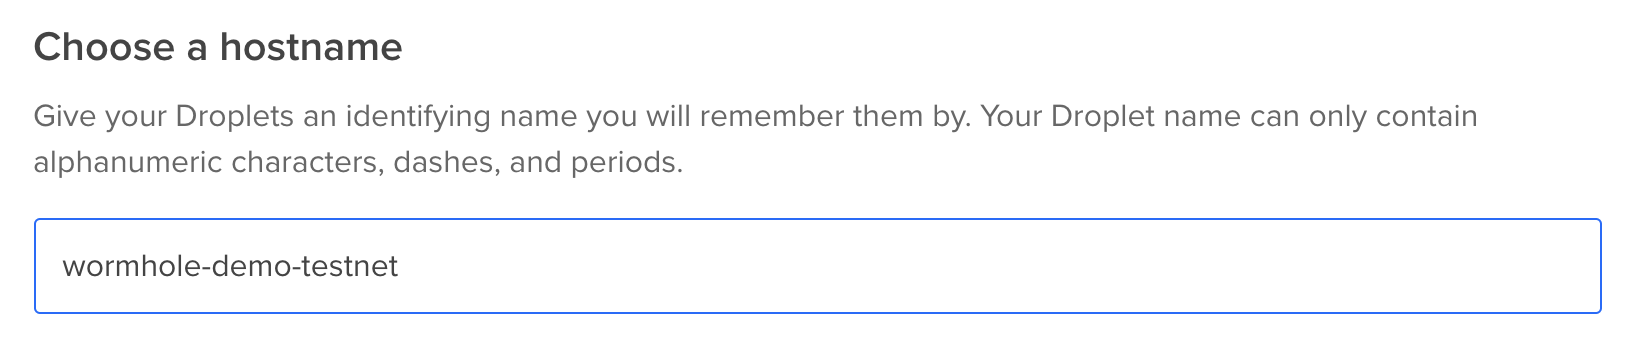 Choose a hostname
Give your Droplets an identifying name you will remember them by. Your Droplet name can only contain
alphanumeric characters, dashes, and periods.
wormhole-demo-testnet